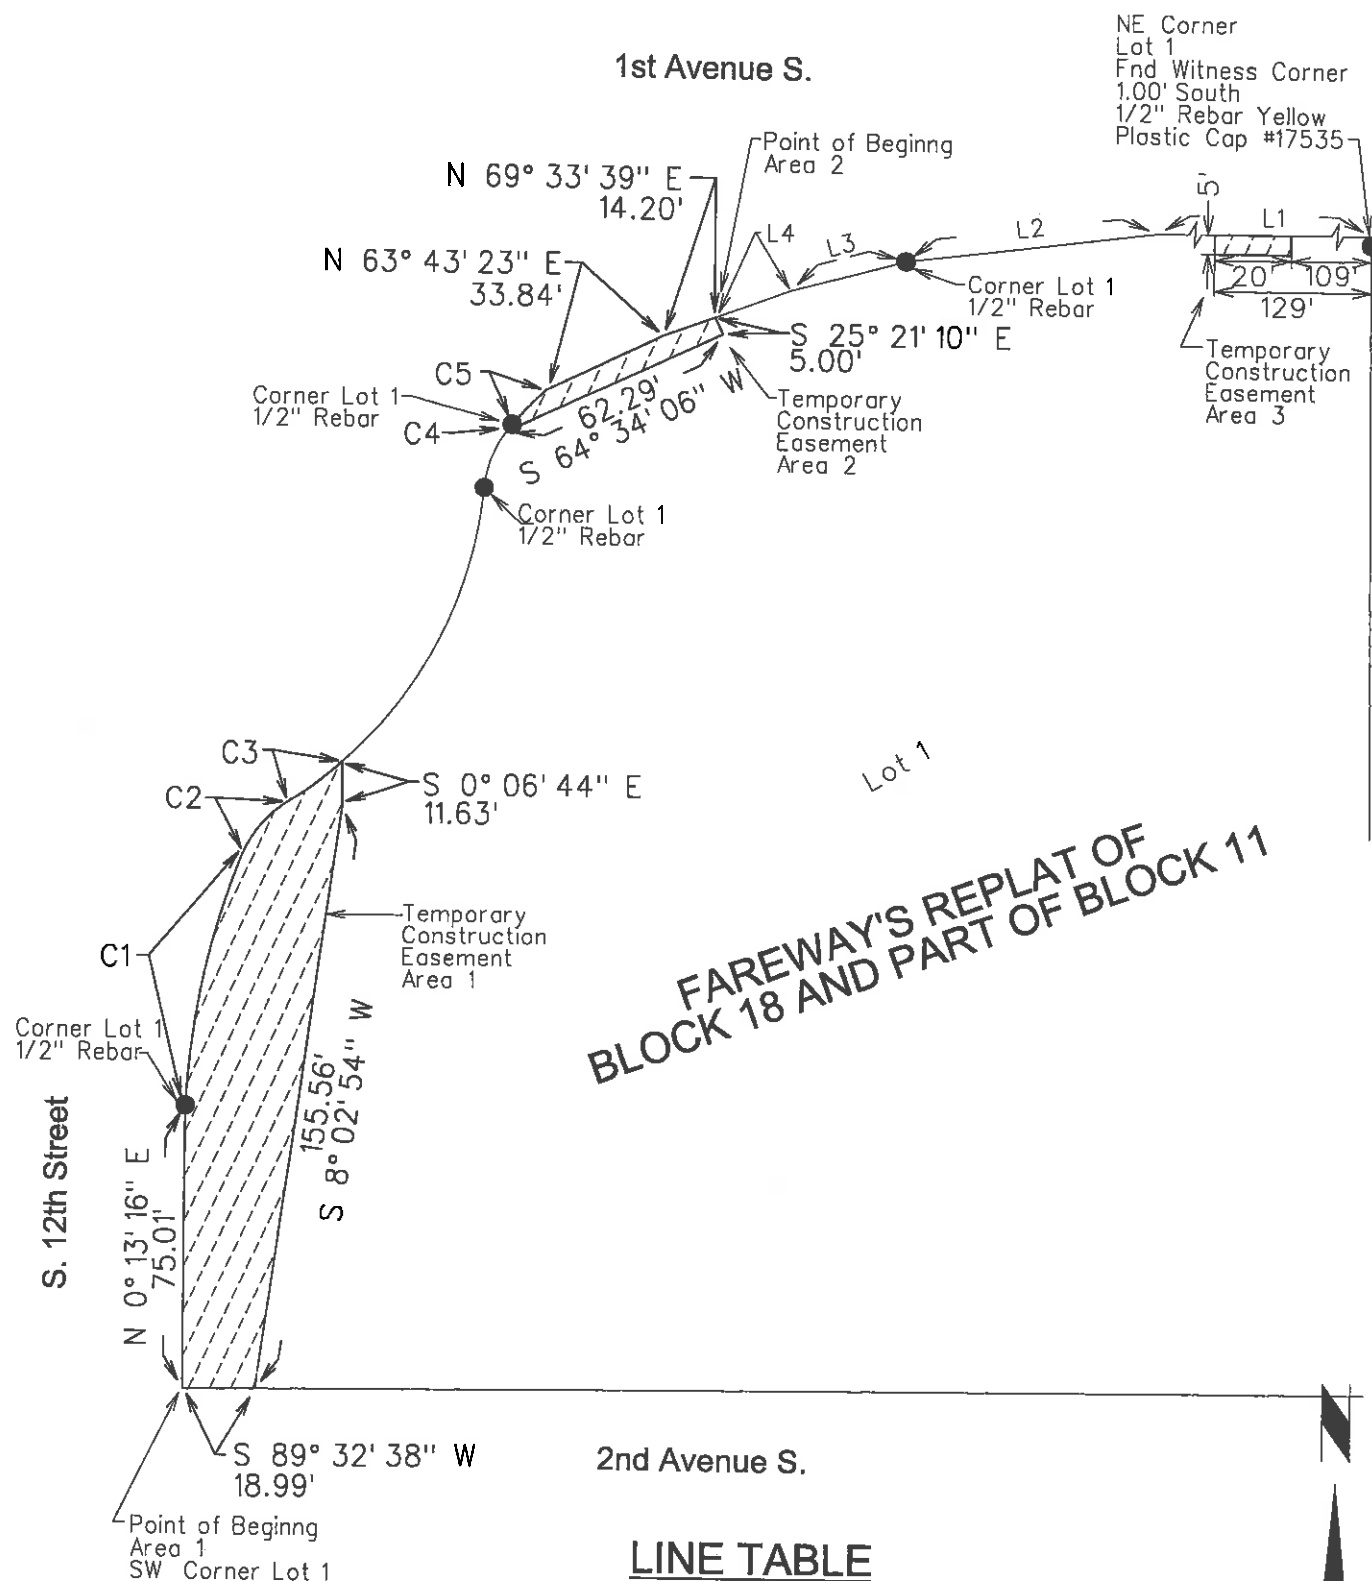 1st Avenue S.
NE Corner
Lot 1
Fnd Witness Corner
1.00' South
1/2" Rebar Yellow
Plastic Cap #17535
Point of Beginng
Area 2
N 69° 33' 39" E
14.20'
N 63° 43' 23" E
33.84'
L4
L3
L2
5'
L1
20'
109'
129'
Corner Lot 1
1/2" Rebar
S 25° 21' 10" E
5.00'
Temporary
Construction
Easement
Area 3
C5
Corner Lot 1
1/2" Rebar
C4
62.29'
S 64° 34' 06" W
Temporary
Construction
Easement
Area 2
Corner Lot 1
1/2" Rebar
C3
C2
S 0° 06' 44" E
11.63'
Lot 1
FAREWAY'S REPLAT OF
BLOCK 18 AND PART OF BLOCK 11
Temporary
Construction
Easement
Area 1
C1
Corner Lot 1
1/2" Rebar
155.56'
S 8° 02' 54" W
S. 12th Street
N 0° 13' 16" E
75.01'
S 89° 32' 38" W
18.99'
2nd Avenue S.
N
Point of Beginng
Area 1
SW Corner Lot 1
LINE TABLE